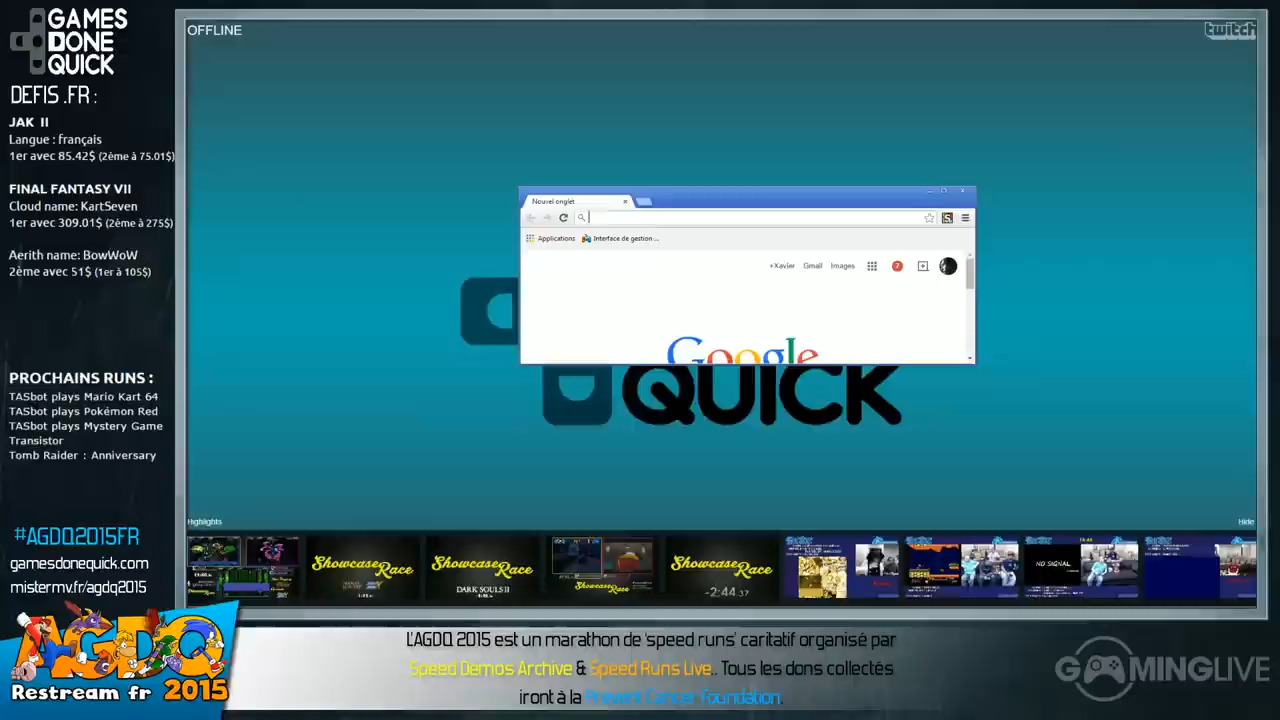 GAMES
DONE
QUICK
DEFIS .FR :
JAK II
Langue : français
1er avec 85.42$ (2ème à 75.01$)
FINAL FANTASY VII
Cloud name: KartSeven
1er avec 309.01$ (2ème à 275$)
Aerith name: BowWoW
2ème avec 51$ (1er à 105$)
PROCHAINS RUNS :
TASbot plays Mario Kart 64
TASbot plays Pokémon Red
TASbot plays Mystery Game
Transistor
Tomb Raider : Anniversary
#AGDQ2015FR
gamesdonequick.com
mistermv.fr/agdq2015
AGDQ
Restream fr 2015
OFFLINE
twitch
Nouvel onglet
Applications
Interface de gestion ...
+Xavier Gmail Images 7
Google
QUICK
Highlights
Hide
Showcase Race
Showcase Race
DARK SOULS II
Showcase Race
Showcase Race
-2:44.37
NO SIGNAL
L'AGDQ 2015 est un marathon de 'speed runs' caritatif organisé par
Speed Demos Archive & Speed Runs Live.. Tous les dons collectés
iront à la Prevent Cancer Foundation.
GAMINGLIVE